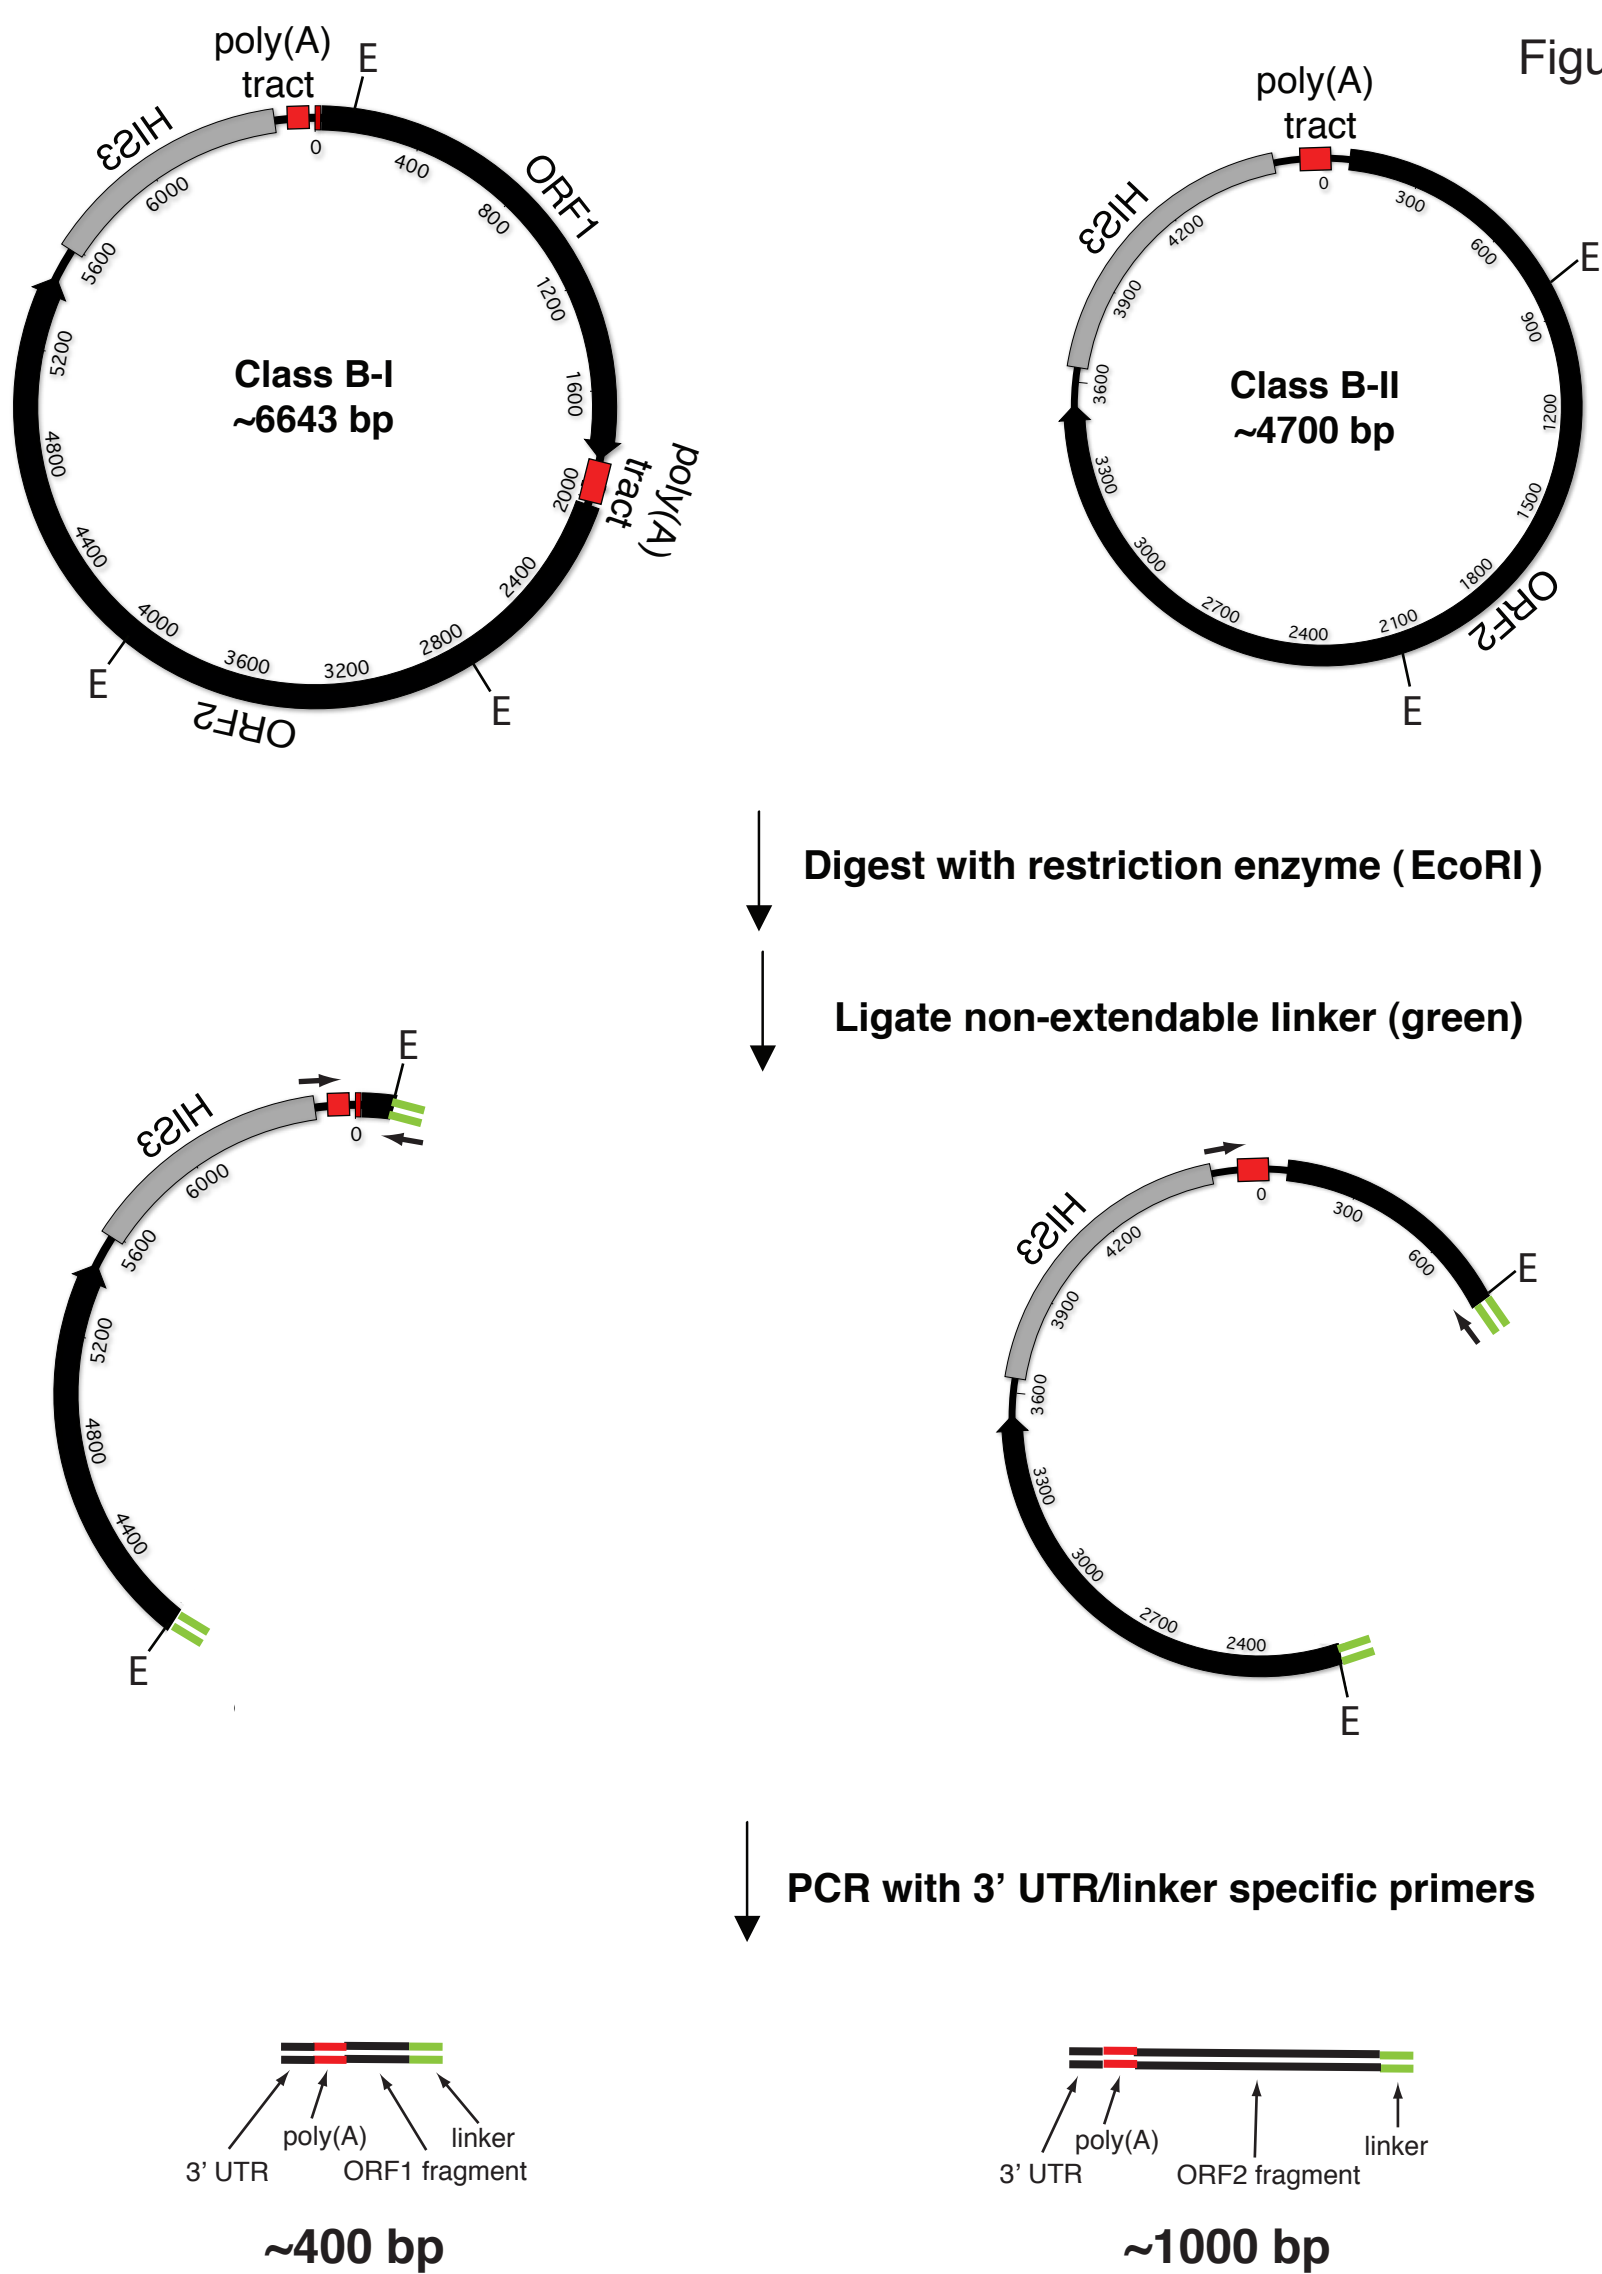 poly(A)
tract
E
Figu
poly(A)
tract
HIS3
0
400
ORF1
800
1200
1600
2000
poly(A)
tract
2400
2800
E
3200
3600
ORF2
4000
E
4400
4800
5200
5600
6000
Class B-I
~6643 bp
HIS3
0
300
600
E
900
1200
1500
1800
ORF2
2100
E
2400
2700
3000
3300
3600
3900
4200
Class B-II
~4700 bp
Digest with restriction enzyme (EcoRI)
Ligate non-extendable linker (green)
E
HIS3
0
6000
5600
5200
4800
4400
E
HIS3
0
300
600
E
4200
3900
3600
3300
3000
2700
2400
E
PCR with 3’ UTR/linker specific primers
poly(A)
linker
3’ UTR
ORF1 fragment
~400 bp
poly(A)
linker
3’ UTR
ORF2 fragment
~1000 bp